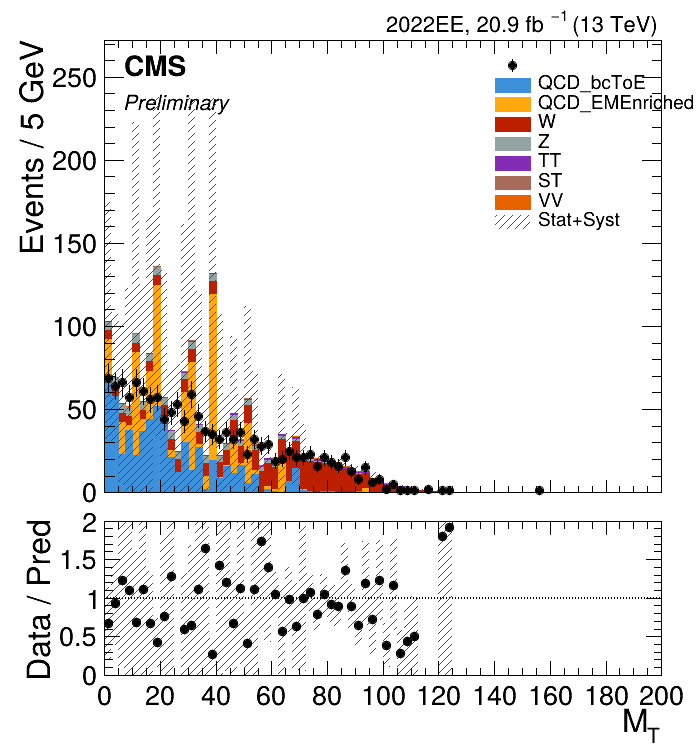 2022EE, 20.9 fb⁻¹ (13 TeV)
CMS
Preliminary
QCD_bcToE
QCD_EMEnriched
W
Z
TT
ST
VV
Stat+Syst
Events / 5 GeV
250
200
150
100
50
0
Data / Pred
2
1.5
1
0.5
0
0 20 40 60 80 100 120 140 160 180 200
M_T